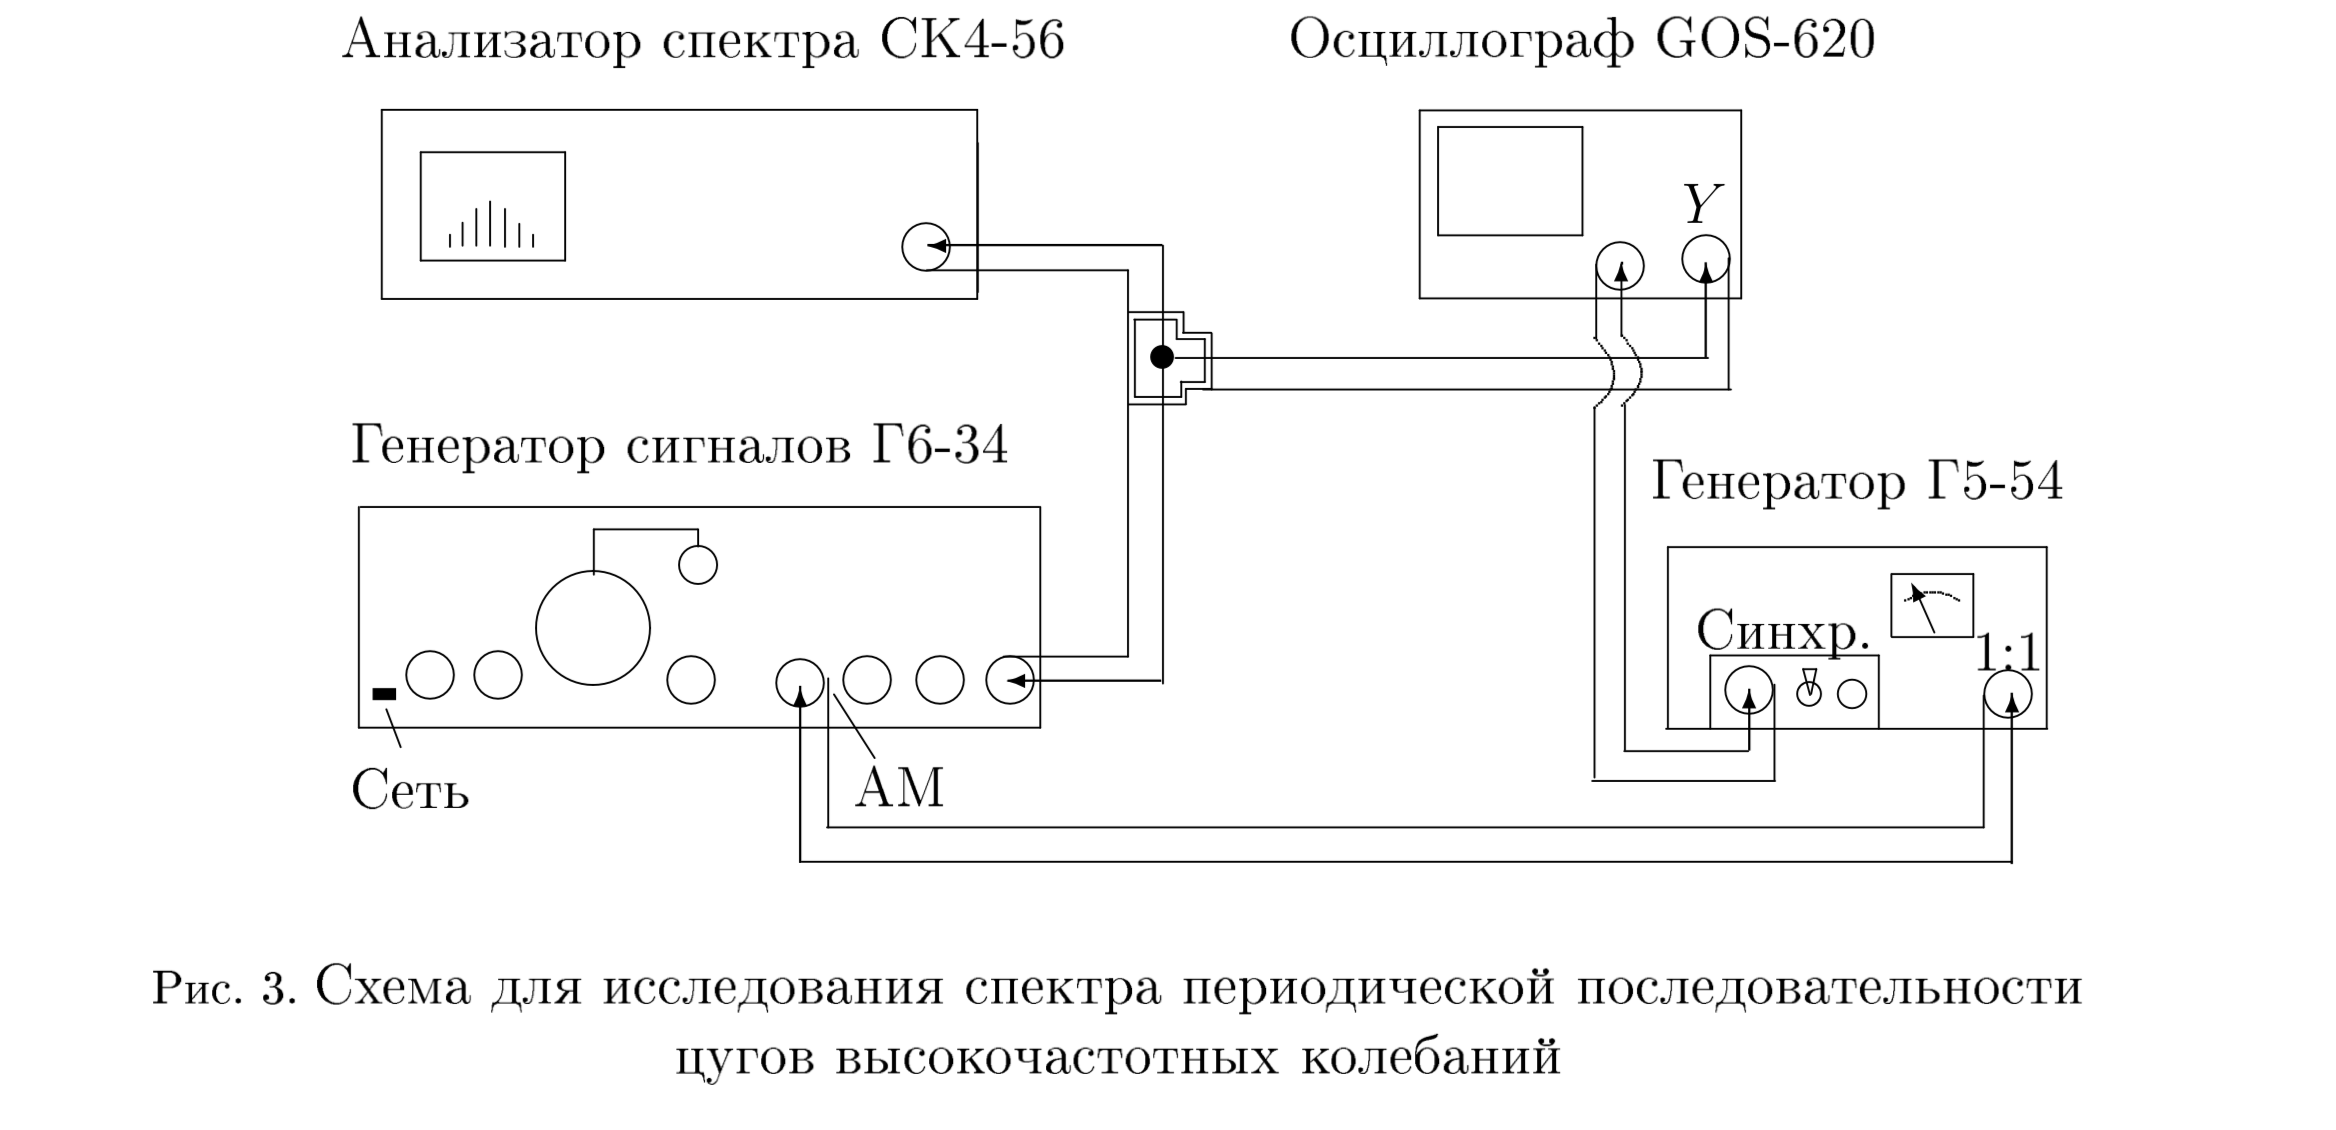 Анализатор спектра СК4-56
Осциллограф GOS-620
Y
Генератор сигналов Г6-34
Генератор Г5-54
Синхр.
1:1
Сеть
АМ
Рис. 3. Схема для исследования спектра периодической последовательности
цугов высокочастотных колебаний